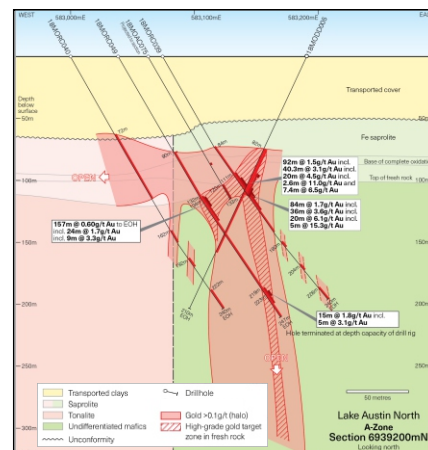 WEST
583,000mE
583,100mE
583,200mE
EAS
18MORC040
18MORC049
18MOAC075
18MORC039
18MODD006
Transported cover
Depth
below
surface
50m
Fe saprolite
Base of complete oxidatio
Top of fresh rock
OPEN
100m
92m @ 1.5g/t Au incl.
40.3m @ 3.1g/t Au incl.
20m @ 4.5g/t Au incl.
2.6m @ 11.0g/t Au and
7.4m @ 6.5g/t Au
84m @ 1.7g/t Au incl.
36m @ 3.6g/t Au incl.
20m @ 6.1g/t Au incl.
5m @ 15.3g/t Au
157m @ 0.60g/t Au to EOH
incl. 24m @ 1.7g/t Au
incl. 9m @ 3.3g/t Au
150m
200m
15m @ 1.8g/t Au incl.
5m @ 3.1g/t Au
Hole terminated at depth capacity of drill rig
250m
OPEN
300m
Transported clays
Saprolite
Tonalite
Undifferentiated mafics
Unconformity
Drillhole
Gold >0.1g/t (halo)
High-grade gold target
zone in fresh rock
50 metres
Lake Austin North
A-Zone
Section 6939200mN
Looking north